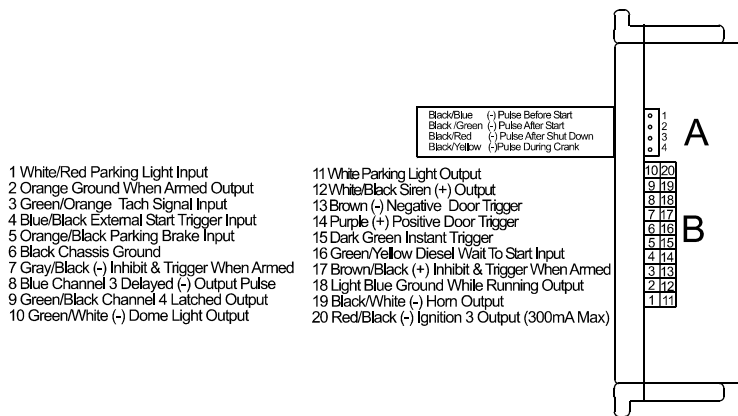 Black/Blue (-) Pulse Before Start
Black /Green (-) Pulse After Start
Black/Red (-) Pulse After Shut Down
Black/Yellow (-)Pulse During Crank
1
2
3
4
A
1 White/Red Parking Light Input
2 Orange Ground When Armed Output
3 Green/Orange Tach Signal Input
4 Blue/Black External Start Trigger Input
5 Orange/Black Parking Brake Input
6 Black Chassis Ground
7 Gray/Black (-) Inhibit & Trigger When Armed
8 Blue Channel 3 Delayed (-) Output Pulse
9 Green/Black Channel 4 Latched Output
10 Green/White (-) Dome Light Output
11 White Parking Light Output
12 White/Black Siren (+) Output
13 Brown (-) Negative Door Trigger
14 Purple (+) Positive Door Trigger
15 Dark Green Instant Trigger
16 Green/Yellow Diesel Wait To Start Input
17 Brown/Black (+) Inhibit & Trigger When Armed
18 Light Blue Ground While Running Output
19 Black/White (-) Horn Output
20 Red/Black (-) Ignition 3 Output (300mA Max)
10 20
9 19
8 18
7 17
6 16
5 15
4 14
3 13
2 12
1 11
B